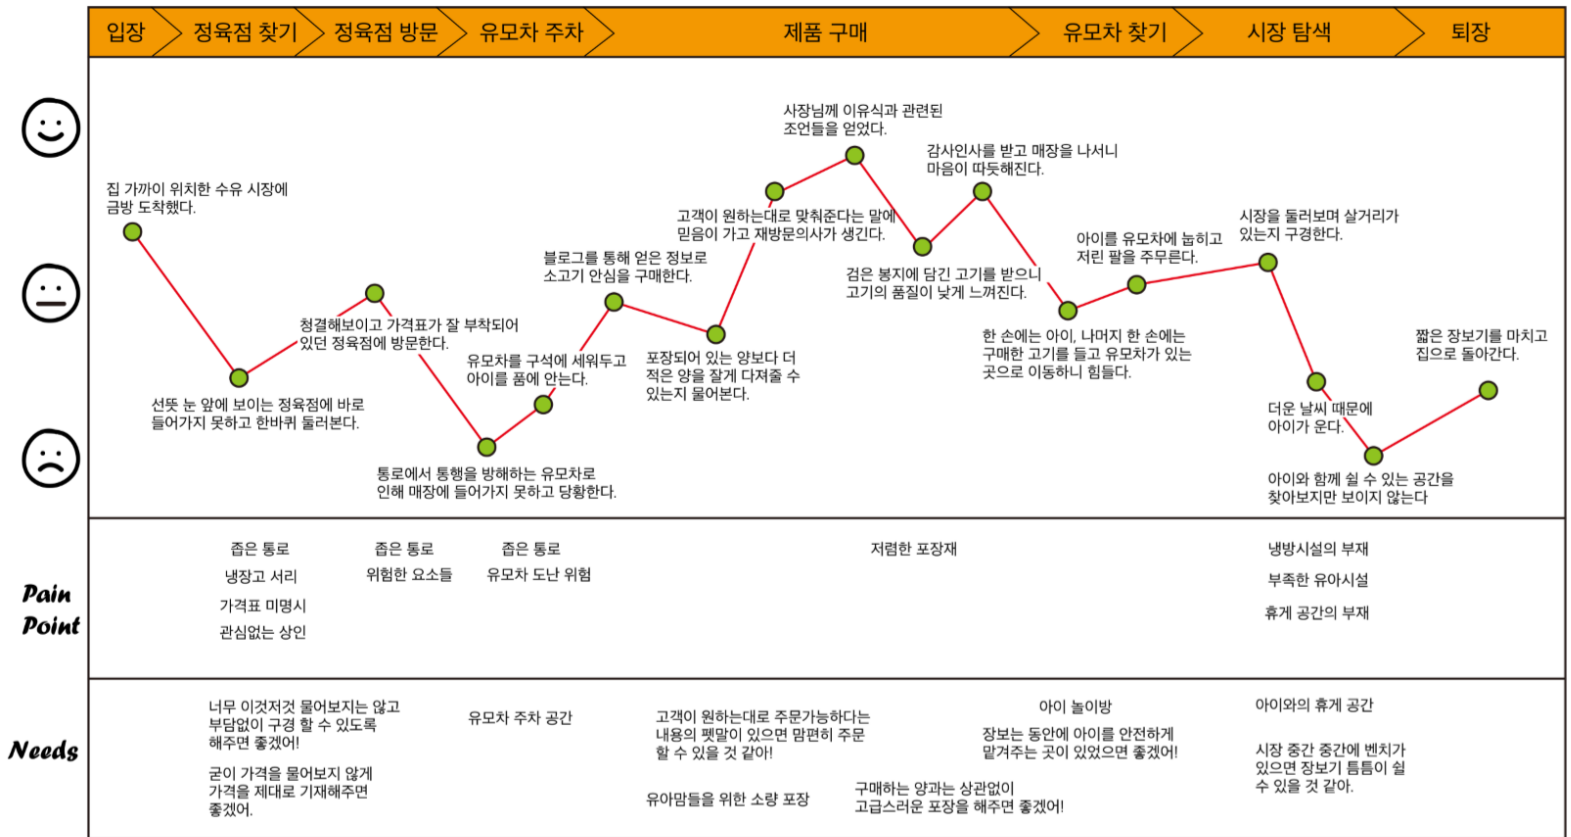 입장
정육점 찾기
정육점 방문
유모차 주차
제품 구매
유모차 찾기
시장 탐색
퇴장
집 가까이 위치한 수유 시장에
금방 도착했다.
선뜻 눈 앞에 보이는 정육점에 바로
들어가지 못하고 한바퀴 둘러본다.
청결해보이고 가격표가 잘 부착되어
있던 정육점에 방문한다.
통로에서 통행을 방해하는 유모차로
인해 매장에 들어가지 못하고 당황한다.
유모차를 구석에 세워두고
아이를 품에 안는다.
블로그를 통해 얻은 정보로
소고기 안심을 구매한다.
포장되어 있는 양보다 더
적은 양을 잘게 다져줄 수
있는지 물어본다.
고객이 원하는대로 맞춰준다는 말에
믿음이 가고 재방문의사가 생긴다.
사장님께 이유식과 관련된
조언들을 얻었다.
검은 봉지에 담긴 고기를 받으니
고기의 품질이 낮게 느껴진다.
감사인사를 받고 매장을 나서니
마음이 따듯해진다.
한 손에는 아이, 나머지 한 손에는
구매한 고기를 들고 유모차가 있는
곳으로 이동하니 힘들다.
아이를 유모차에 눕히고
저린 팔을 주무른다.
시장을 둘러보며 살거리가
있는지 구경한다.
더운 날씨 때문에
아이가 운다.
아이와 함께 쉴 수 있는 공간을
찾아보지만 보이지 않는다
짧은 장보기를 마치고
집으로 돌아간다.
Pain
Point
좁은 통로
냉장고 서리
가격표 미명시
관심없는 상인
좁은 통로
위험한 요소들
좁은 통로
유모차 도난 위험
저렴한 포장재
냉방시설의 부재
부족한 유아시설
휴게 공간의 부재
Needs
너무 이것저것 물어보지는 않고
부담없이 구경 할 수 있도록
해주면 좋겠어!
굳이 가격을 물어보지 않게
가격을 제대로 기재해주면
좋겠어.
유모차 주차 공간
고객이 원하는대로 주문가능하다는
내용의 팻말이 있으면 맘편히 주문
할 수 있을 것 같아!
유아맘들을 위한 소량 포장
구매하는 양과는 상관없이
고급스러운 포장을 해주면 좋겠어!
아이 놀이방
장보는 동안에 아이를 안전하게
맡겨주는 곳이 있었으면 좋겠어!
아이와의 휴게 공간
시장 중간 중간에 벤치가
있으면 장보기 틈틈이 쉴
수 있을 것 같아.